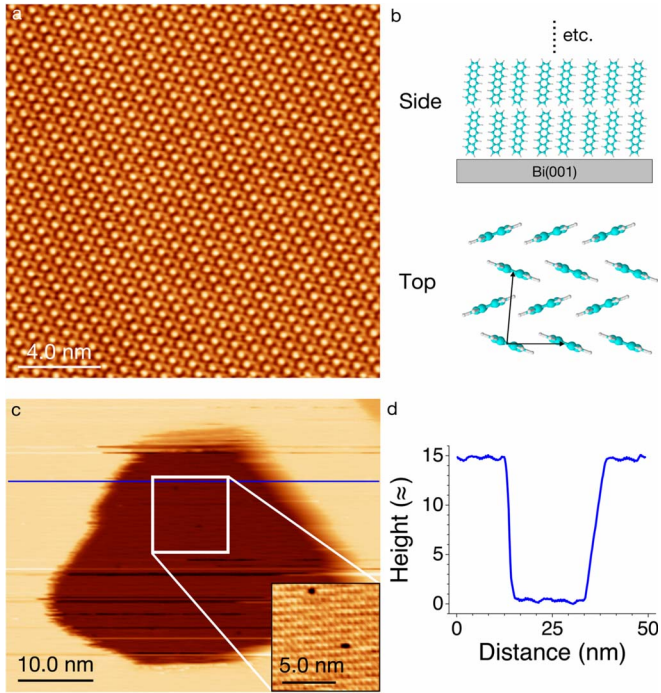 a
4.0 nm
b
etc.
Side
Bi(001)
Top
c
10.0 nm
5.0 nm
d
Height (≈)
15
10
5
0
0
25
50
Distance (nm)